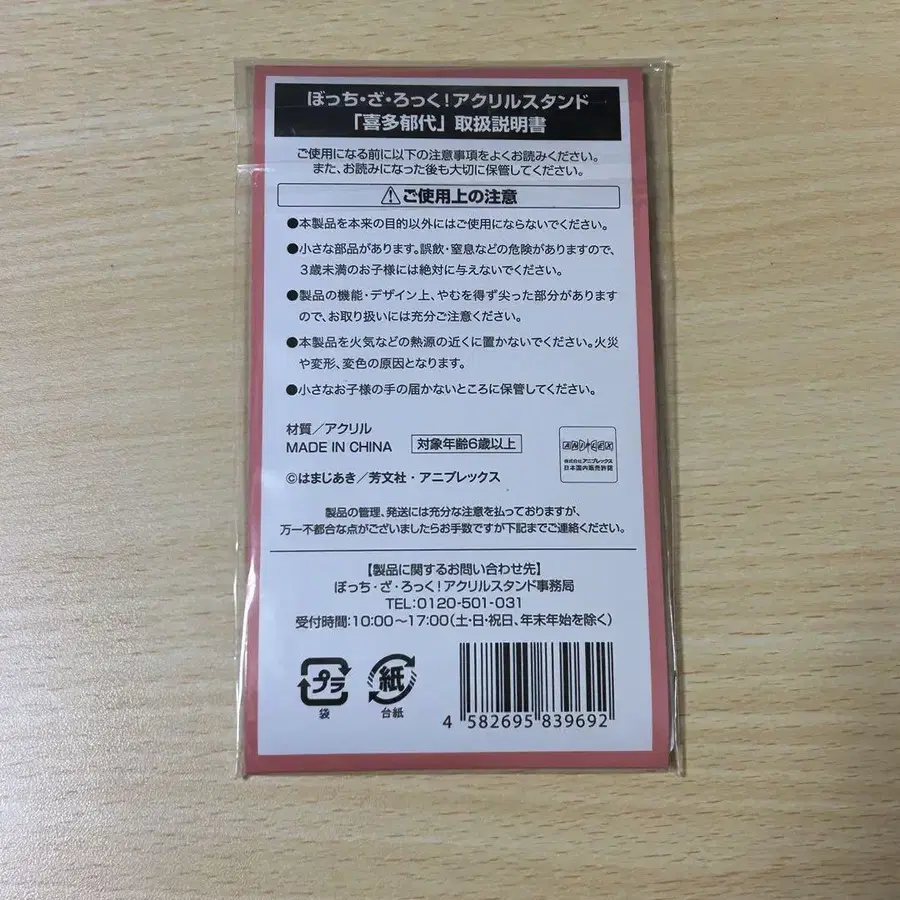 ぼっち・ざ・ろっく!アクリルスタンド
「喜多郁代」取扱説明書
ご使用になる前に以下の注意事項をよくお読みください。
また、お読みになった後も大切に保管してください。
⚠ご使用上の注意
●本製品を本来の目的以外にはご使用にならないでください。
●小さな部品があります。誤飲・窒息などの危険がありますので、
3歳未満のお子様には絶対に与えないでください。
●製品の機能・デザイン上、やむを得ず尖った部分があります
ので、お取り扱いには充分ご注意ください。
●本製品を火気などの熱源の近くに置かないでください。火災
や変形、変色の原因となります。
●小さなお子様の手の届かないところに保管してください。
材質/アクリル
MADE IN CHINA 対象年齢6歳以上
ANIPLEX
株式会社アニプレックス
日本国内販売許諾
©はまじあき/芳文社・アニプレックス
製品の管理、発送には充分な注意を払っておりますが、
万一不都合な点がございましたらお手数ですが下記までご連絡ください。
【製品に関するお問い合わせ先】
ぼっち・ざ・ろっく!アクリルスタンド事務局
TEL:0120-501-031
受付時間:10:00〜17:00(土・日・祝日、年末年始を除く)
プラ
袋
紙
台紙
4 582695 839692